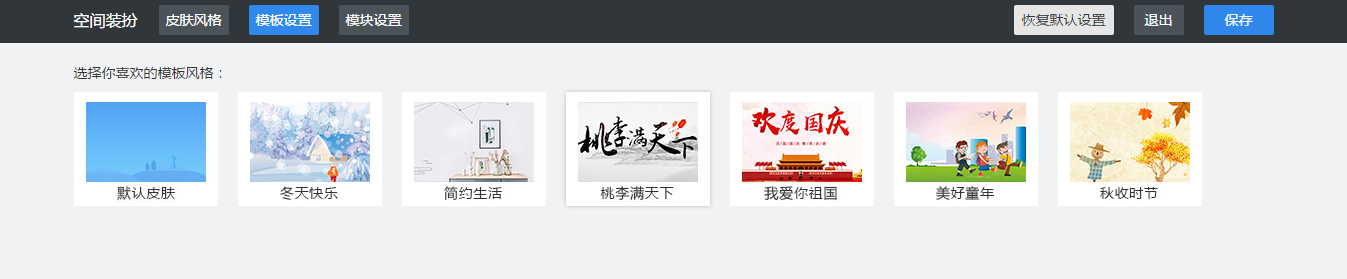 空间装扮 皮肤风格 模板设置 模块设置 恢复默认设置 退出 保存
选择你喜欢的模板风格：
桃李满天下 欢度国庆
默认皮肤 冬天快乐 简约生活 桃李满天下 我爱你祖国 美好童年 秋收时节